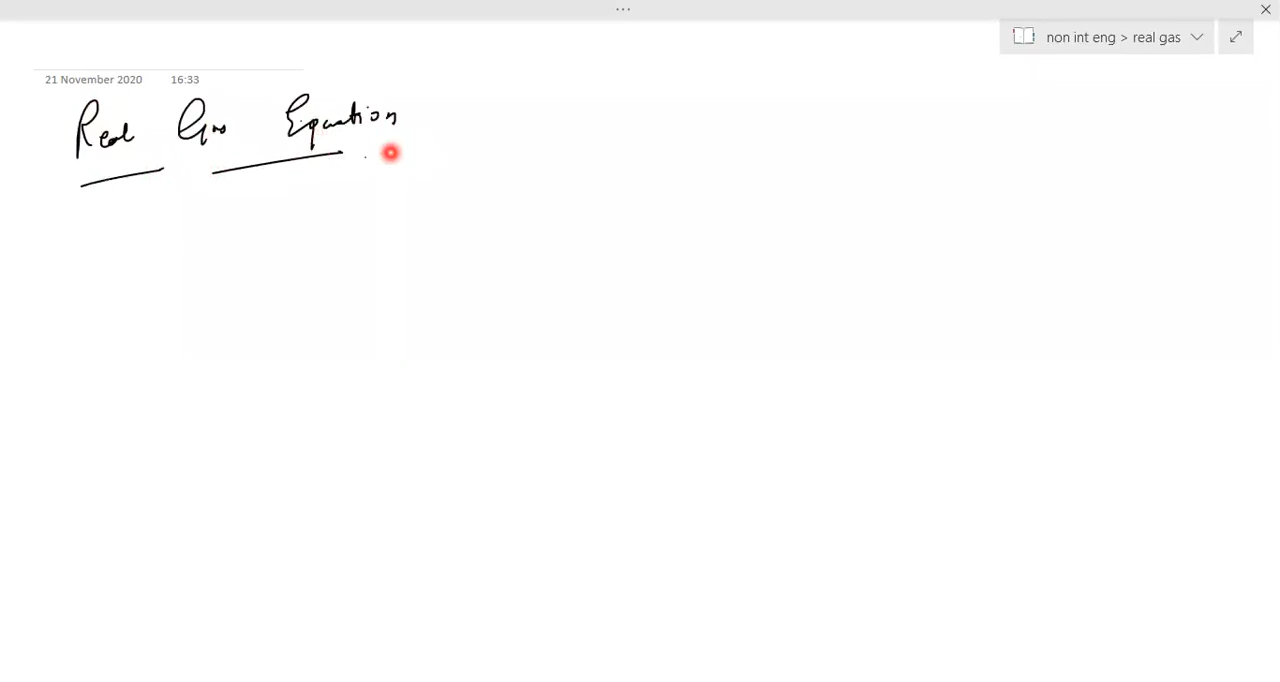 ...
non int eng > real gas
21 November 2020 16:33
Real Gas Equation